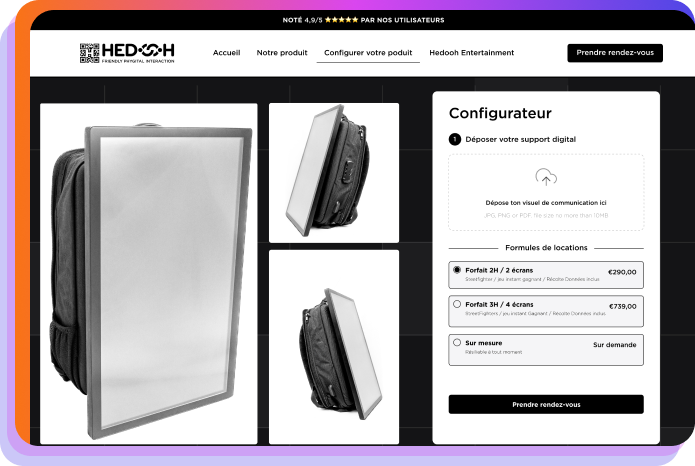 NOTÉ 4,9/5 ★★★★★ PAR NOS UTILISATEURS
HEDOOH
FRIENDLY PHYGITAL INTERACTION
Accueil
Notre produit
Configurer votre poduit
Hedooh Entertainment
Prendre rendez-vous
Configurateur
1 Déposer votre support digital
Dépose ton visuel de communication ici
JPG, PNG or PDF, file size no more than 10MB
Formules de locations
Forfait 2H / 2 écrans
€290,00
Streetfighter / jeu instant gagnant / Récolte Données inclus
Forfait 3H / 4 écrans
€739,00
StreetFighters / jeu instant Gagnant / Récolte Données inclus
Sur mesure
Sur demande
Résiliable à tout moment
Prendre rendez-vous